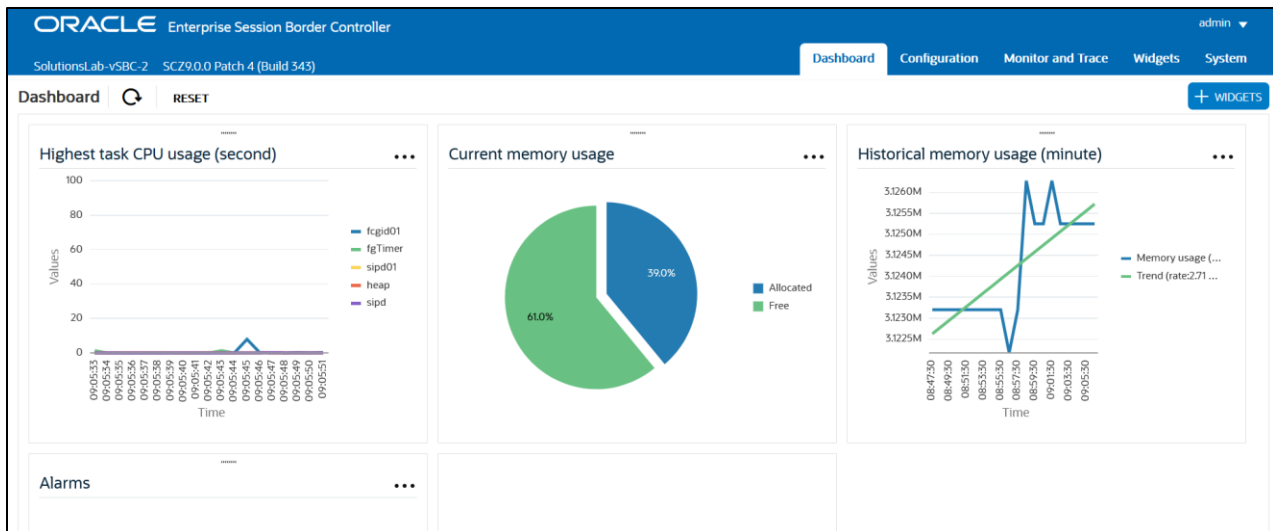 ORACLE Enterprise Session Border Controller
admin
SolutionsLab-vSBC-2 SCZ9.0.0 Patch 4 (Build 343)
Dashboard Configuration Monitor and Trace Widgets System
Dashboard RESET
+ WIDGETS
Highest task CPU usage (second)
100
80
60
40
20
0
Values
09:05:33
09:05:34
09:05:35
09:05:36
09:05:37
09:05:38
09:05:39
09:05:40
09:05:41
09:05:42
09:05:43
09:05:44
09:05:45
09:05:46
09:05:47
09:05:48
09:05:49
09:05:50
09:05:51
Time
fcgid01
fgTimer
sipd01
heap
sipd
Current memory usage
39.0%
61.0%
Allocated
Free
Historical memory usage (minute)
3.1260M
3.1255M
3.1250M
3.1245M
3.1240M
3.1235M
3.1230M
3.1225M
Values
08:47:30
08:49:30
08:51:30
08:53:30
08:55:30
08:57:30
08:59:30
09:01:30
09:03:30
09:05:30
Time
Memory usage (...
Trend (rate:2.71 ...
Alarms